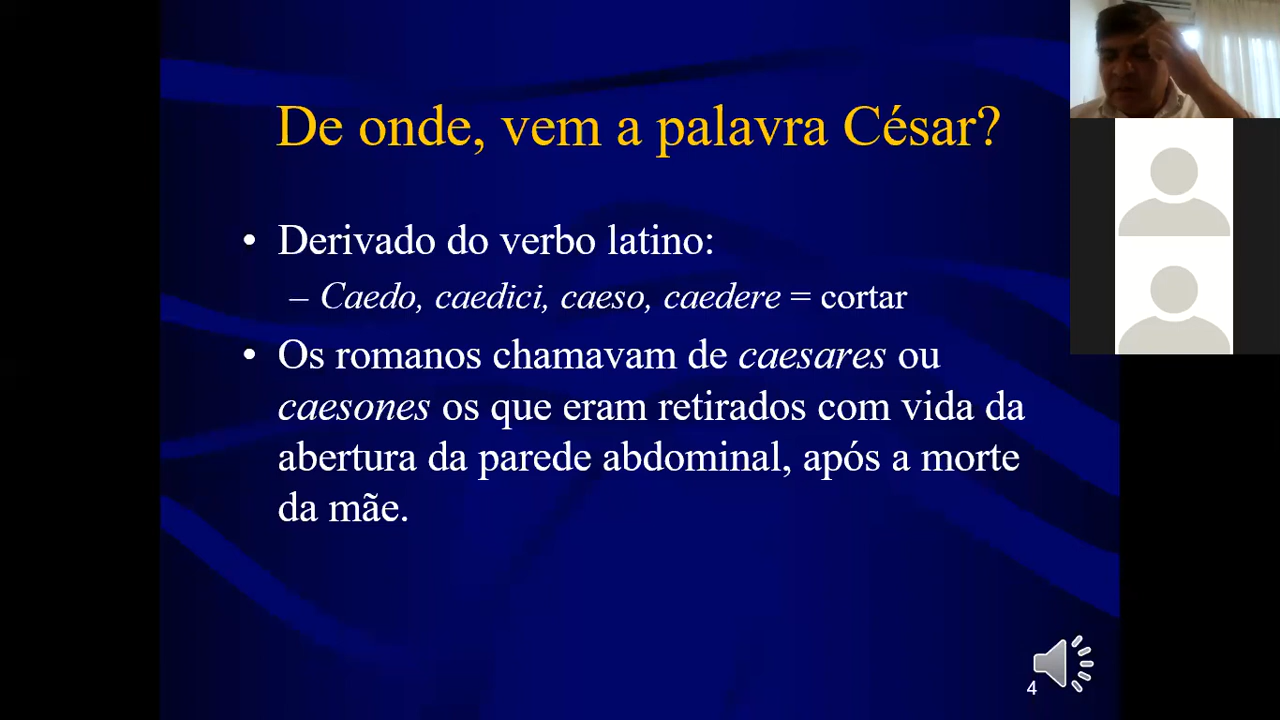 De onde, vem a palavra César?
• Derivado do verbo latino:
– Caedo, caedici, caeso, caedere = cortar
• Os romanos chamavam de caesares ou
caesones os que eram retirados com vida da
abertura da parede abdominal, após a morte
da mãe.
4